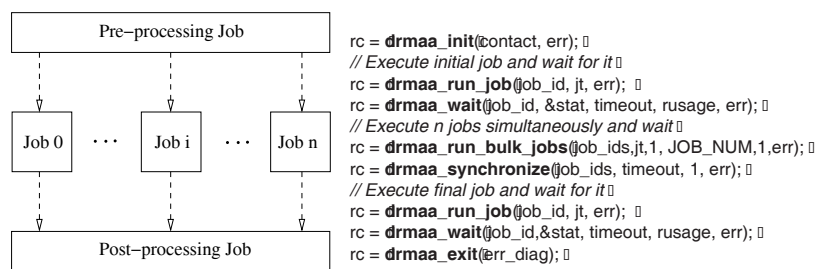 Pre–processing Job
Job 0 ··· Job i ··· Job n
Post–processing Job
rc = drmaa_init(contact, err);
// Execute initial job and wait for it
rc = drmaa_run_job(job_id, jt, err);
rc = drmaa_wait(job_id, &stat, timeout, rusage, err);
// Execute n jobs simultaneously and wait
rc = drmaa_run_bulk_jobs(job_ids,jt,1, JOB_NUM,1,err);
rc = drmaa_synchronize(job_ids, timeout, 1, err);
// Execute final job and wait for it
rc = drmaa_run_job(job_id, jt, err);
rc = drmaa_wait(job_id,&stat, timeout, rusage, err);
rc = drmaa_exit(err_diag);